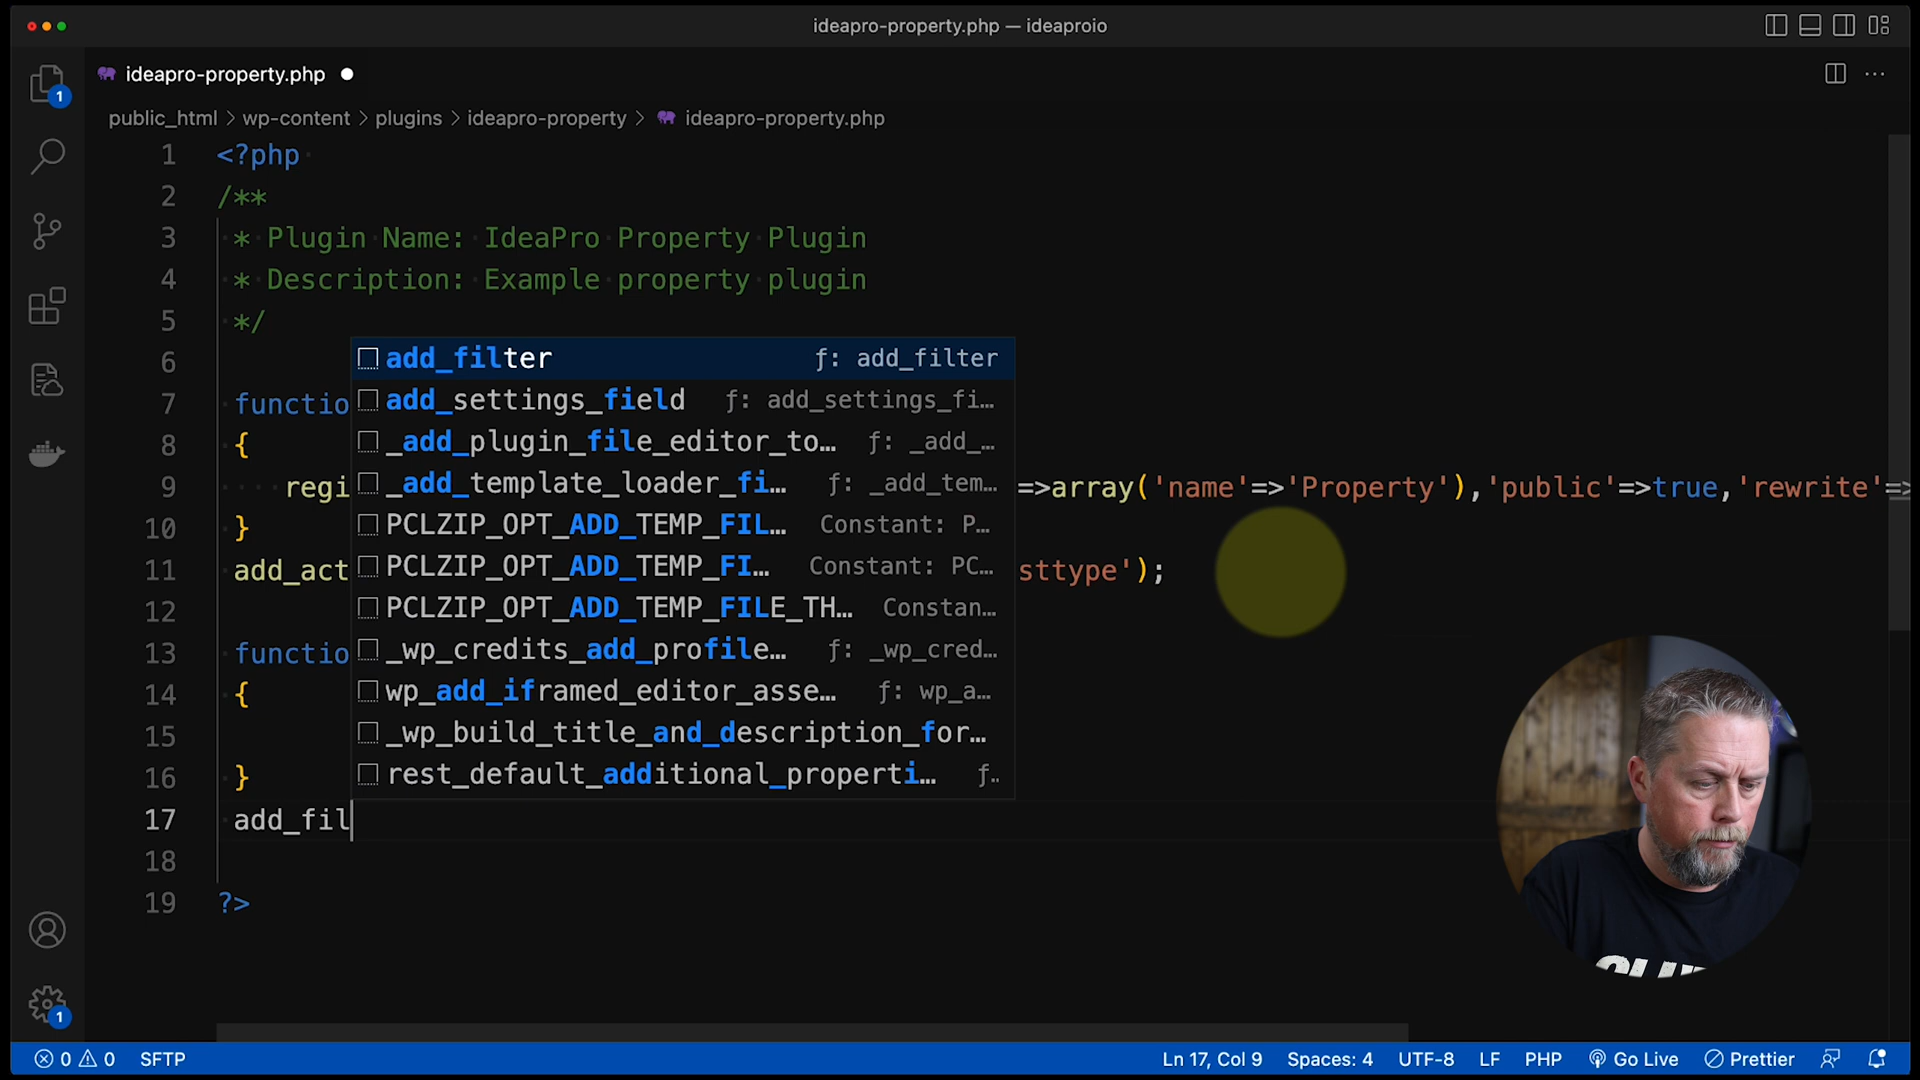 ideapro-property.php — ideaproio
ideapro-property.php
public_html > wp-content > plugins > ideapro-property > ideapro-property.php
1 <?php
2 /**
3 * Plugin Name: IdeaPro Property Plugin
4 * Description: Example property plugin
5 */
6
7 functio
8 {
9 regi =>array('name'=>'Property'),'public'=>true,'rewrite'=>
10 }
11 add_act sttype');
12
13 functio
14 {
15
16 }
17 add_fil
18
19 ?>
add_filter ƒ: add_filter
add_settings_field ƒ: add_settings_fi…
_add_plugin_file_editor_to… ƒ: _add_…
_add_template_loader_fi… ƒ: _add_tem…
PCLZIP_OPT_ADD_TEMP_FIL… Constant: P…
PCLZIP_OPT_ADD_TEMP_FI… Constant: PC…
PCLZIP_OPT_ADD_TEMP_FILE_TH… Constan…
_wp_credits_add_profile… ƒ: _wp_cred…
wp_add_iframed_editor_asse… ƒ: wp_a…
_wp_build_title_and_description_for…
rest_default_additional_properti… ƒ…
1
1
0 0 SFTP Ln 17, Col 9 Spaces: 4 UTF-8 LF PHP Go Live Prettier